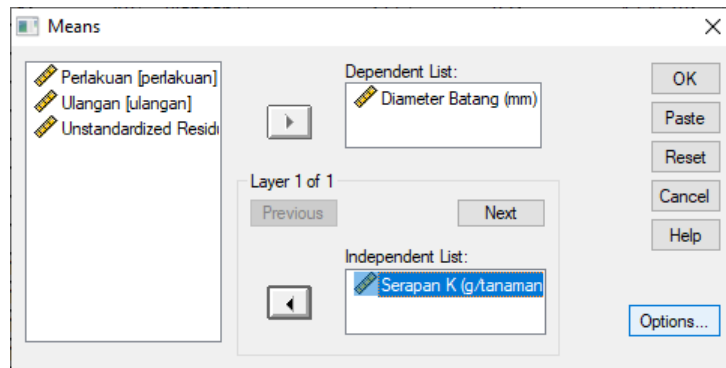 Means
Perlakuan [perlakuan]
Ulangan [ulangan]
Unstandardized Residu
Dependent List:
Diameter Batang (mm)
Layer 1 of 1
Previous
Next
Independent List:
Serapan K (g/tanaman
OK
Paste
Reset
Cancel
Help
Options...